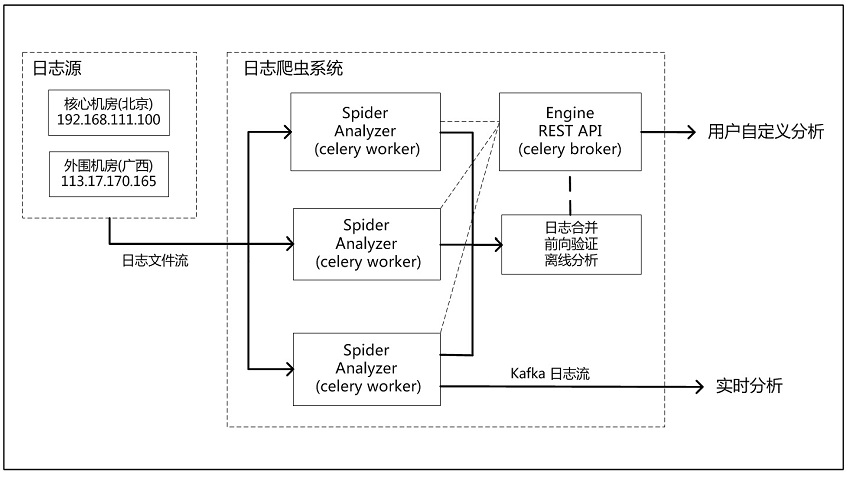 日志源
核心机房(北京)
192.168.111.100
外围机房(广西)
113.17.170.165
日志文件流
日志爬虫系统
Spider
Analyzer
(celery worker)
Spider
Analyzer
(celery worker)
Spider
Analyzer
(celery worker)
Engine
REST API
(celery broker)
日志合并
前向验证
离线分析
Kafka 日志流
用户自定义分析
实时分析